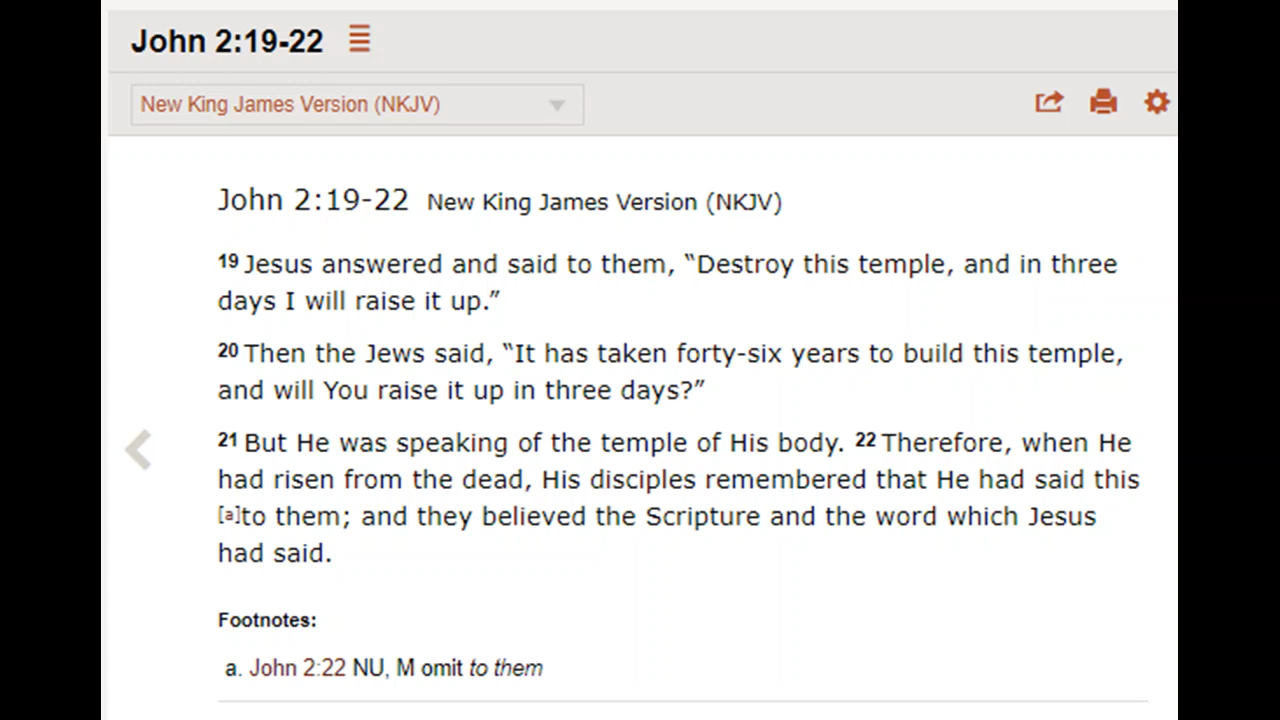 John 2:19-22
New King James Version (NKJV)
John 2:19-22 New King James Version (NKJV)
19 Jesus answered and said to them, “Destroy this temple, and in three
days I will raise it up.”
20 Then the Jews said, “It has taken forty-six years to build this temple,
and will You raise it up in three days?”
21 But He was speaking of the temple of His body. 22 Therefore, when He
had risen from the dead, His disciples remembered that He had said this
[a]to them; and they believed the Scripture and the word which Jesus
had said.
Footnotes:
a. John 2:22 NU, M omit to them